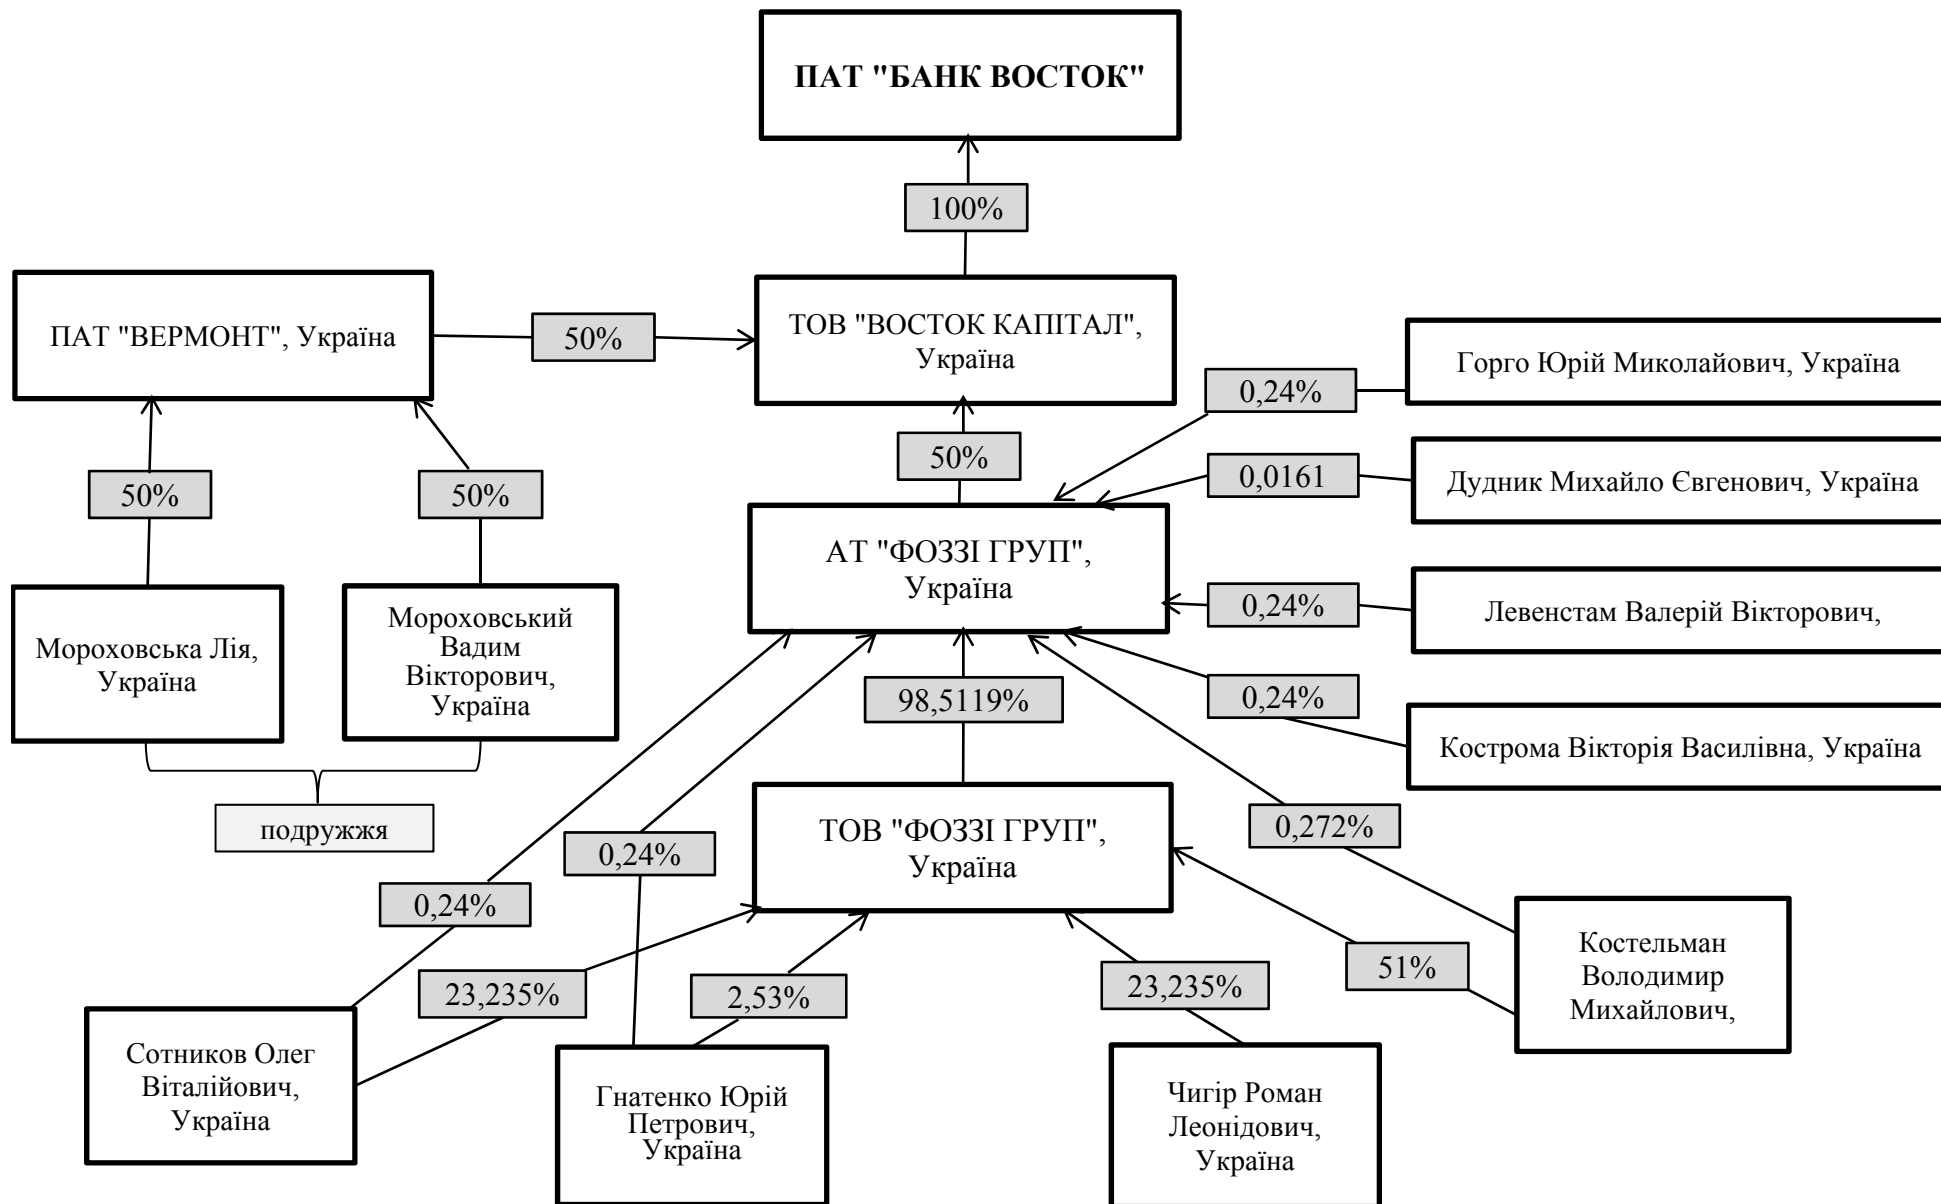 ПАТ "БАНК ВОСТОК"
100%
ПАТ "ВЕРМОНТ", Україна
50%
ТОВ "ВОСТОК КАПІТАЛ",
Україна
Горго Юрій Миколайович, Україна
0,24%
50%
Дудник Михайло Євгенович, Україна
0,0161
50%
50%
АТ "ФОЗЗІ ГРУП",
Україна
0,24%
Левенстам Валерій Вікторович,
Мороховська Лія,
Україна
Мороховський
Вадим
Вікторович,
Україна
98,5119%
0,24%
Кострома Вікторія Василівна, Україна
подружжя
0,24%
ТОВ "ФОЗЗІ ГРУП",
Україна
0,272%
0,24%
23,235%
2,53%
23,235%
51%
Костельман
Володимир
Михайлович,
Сотников Олег
Віталійович,
Україна
Гнатенко Юрій
Петрович,
Україна
Чигір Роман
Леонідович,
Україна